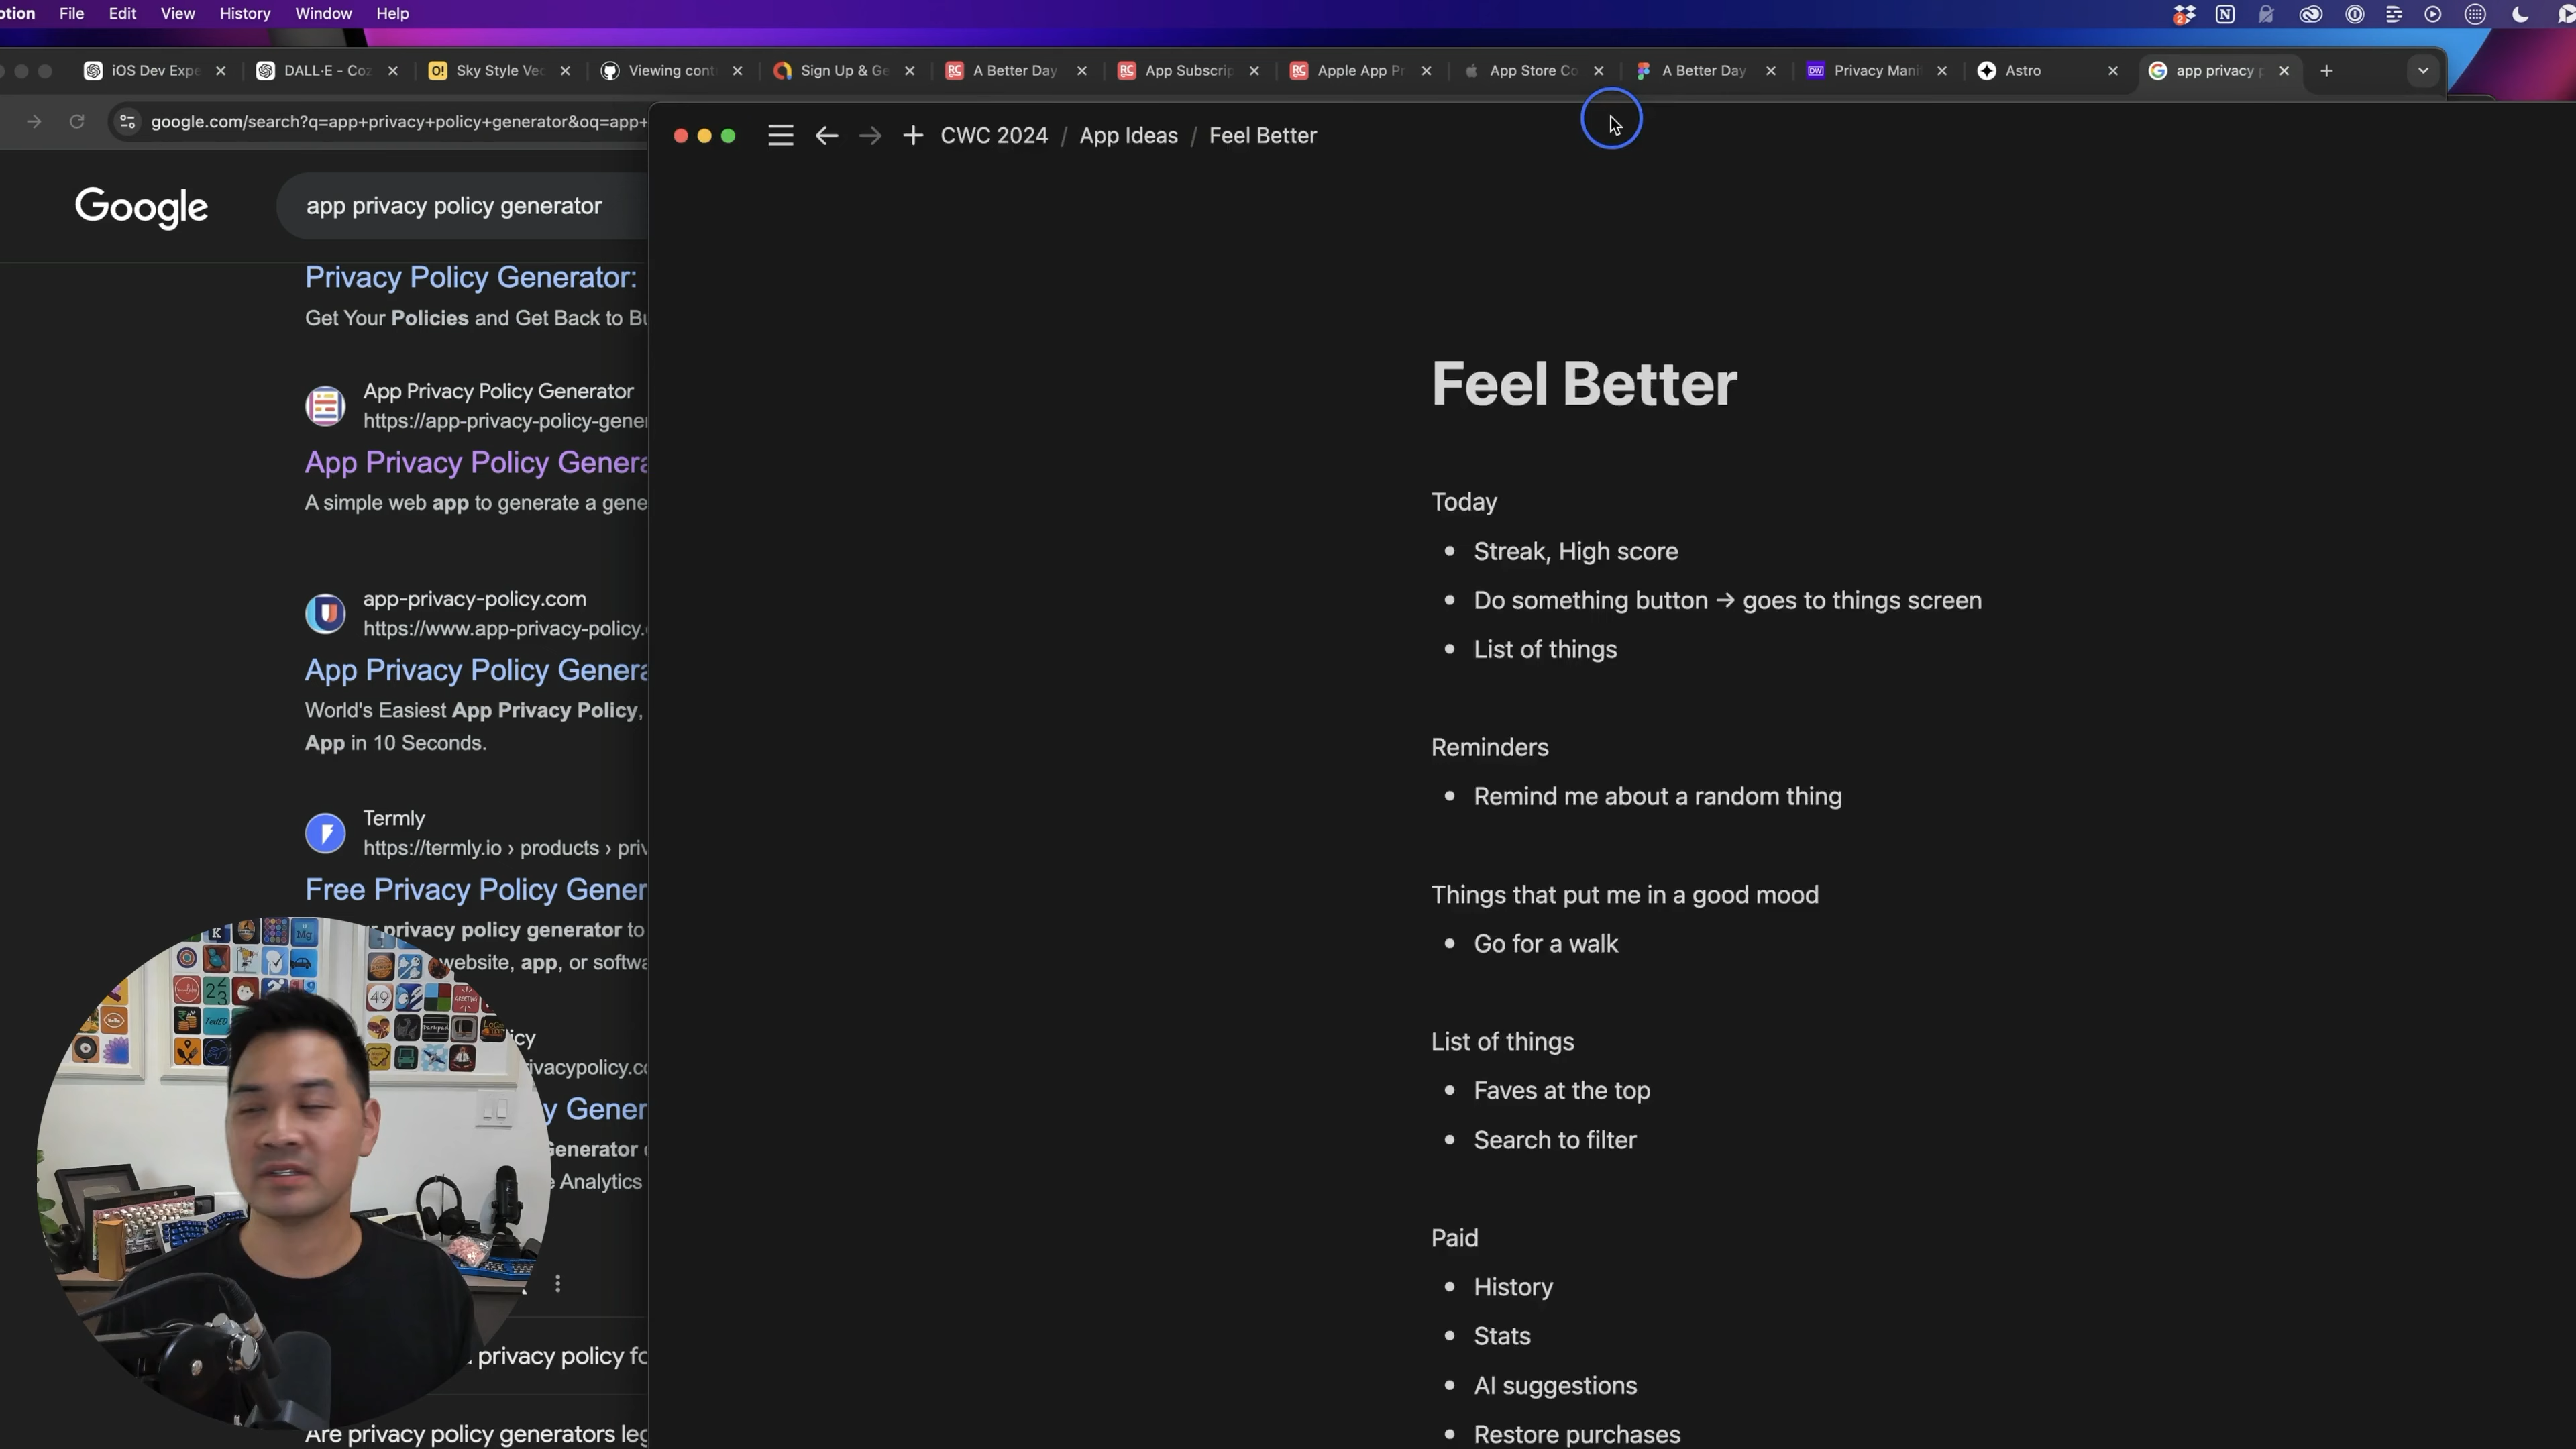 otion File Edit View History Window Help
iOS Dev Expe
DALL·E - Coz
Sky Style Vec
Viewing cont
Sign Up & Ge
A Better Day
App Subscrip
Apple App Pr
App Store Co
A Better Day
Privacy Mani
Astro
app privacy p
google.com/search?q=app+privacy+policy+generator&oq=app+
CWC 2024 / App Ideas / Feel Better
Google
app privacy policy generator
Privacy Policy Generator:
Get Your Policies and Get Back to Bu
App Privacy Policy Generator
https://app-privacy-policy-gener
App Privacy Policy Genera
A simple web app to generate a gene
app-privacy-policy.com
https://www.app-privacy-policy.
App Privacy Policy Genera
World's Easiest App Privacy Policy,
App in 10 Seconds.
Termly
https://termly.io › products › priv
Free Privacy Policy Gener
privacy policy generator to
website, app, or softwa
icy
ivacypolicy.co
y Gener
Generator
e Analytics
privacy policy fo
Are privacy policy generators leg
Feel Better
Today
• Streak, High score
• Do something button → goes to things screen
• List of things
Reminders
• Remind me about a random thing
Things that put me in a good mood
• Go for a walk
List of things
• Faves at the top
• Search to filter
Paid
• History
• Stats
• AI suggestions
• Restore purchases